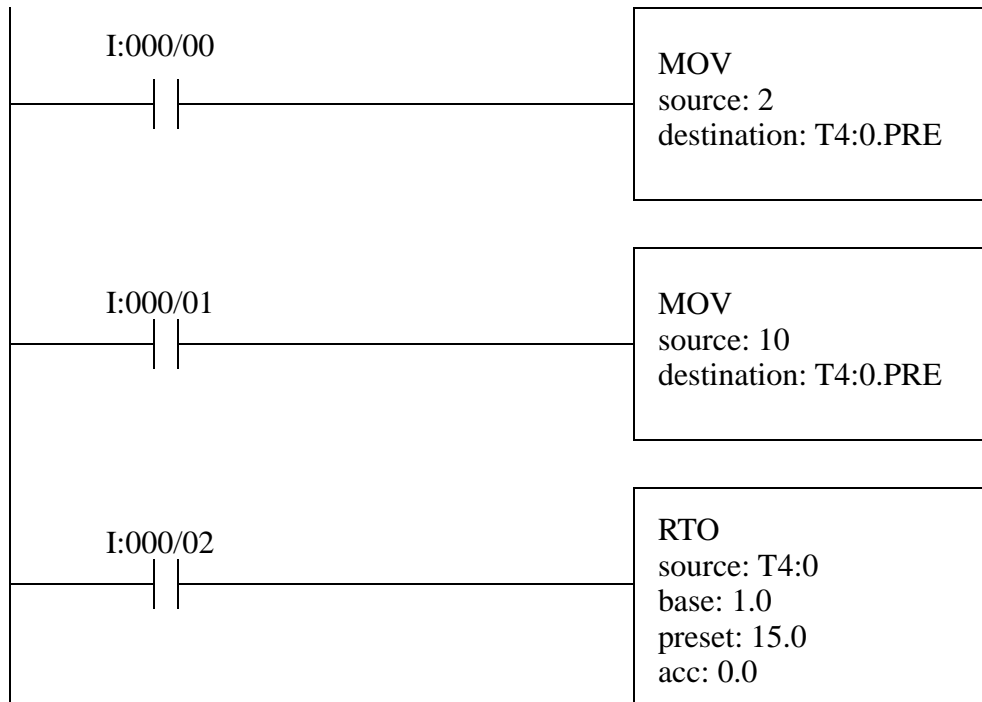 I:000/00
MOV
source: 2
destination: T4:0.PRE
I:000/01
MOV
source: 10
destination: T4:0.PRE
I:000/02
RTO
source: T4:0
base: 1.0
preset: 15.0
acc: 0.0